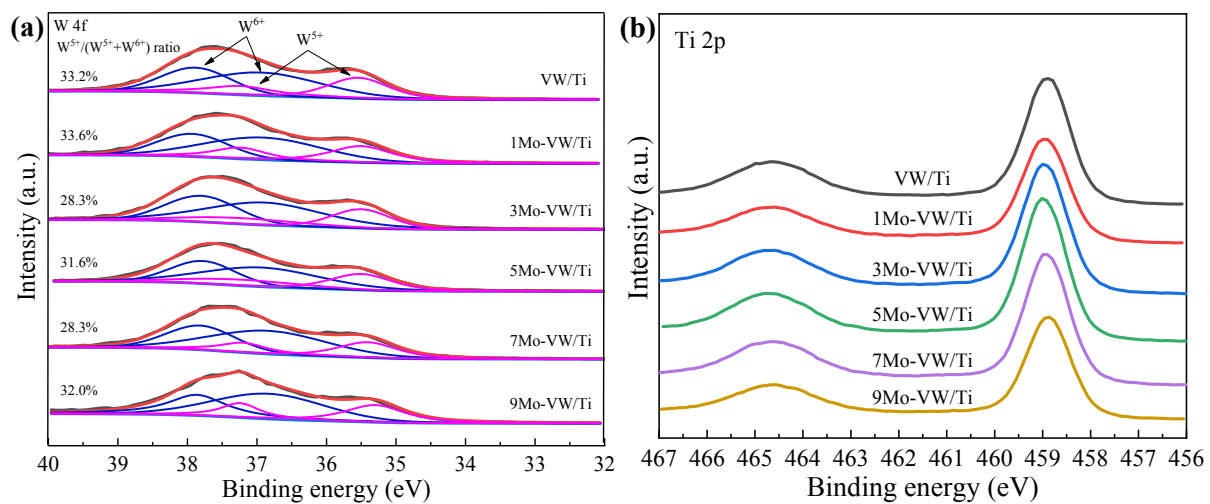 (a)
W 4f
W⁵⁺/(W⁵⁺+W⁶⁺) ratio
W⁶⁺
W⁵⁺
33.2%
VW/Ti
33.6%
1Mo-VW/Ti
28.3%
3Mo-VW/Ti
31.6%
5Mo-VW/Ti
28.3%
7Mo-VW/Ti
32.0%
9Mo-VW/Ti
Intensity (a.u.)
40 39 38 37 36 35 34 33 32
Binding energy (eV)
(b)
Ti 2p
VW/Ti
1Mo-VW/Ti
3Mo-VW/Ti
5Mo-VW/Ti
7Mo-VW/Ti
9Mo-VW/Ti
Intensity (a.u.)
467 466 465 464 463 462 461 460 459 458 457 456
Binding energy (eV)